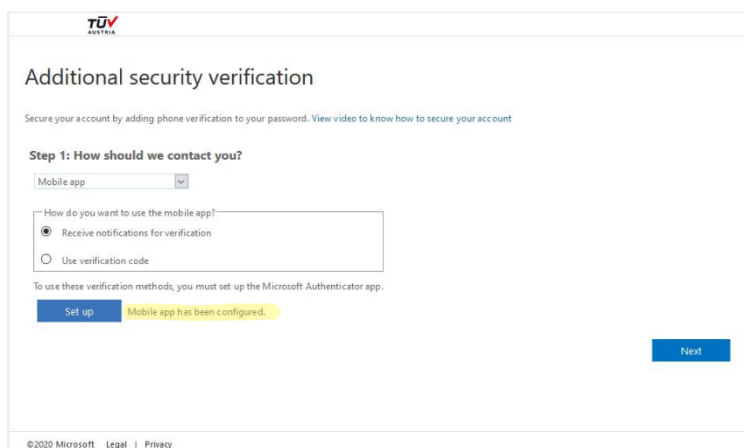 TÜV
AUSTRIA
Additional security verification
Secure your account by adding phone verification to your password. View video to know how to secure your account
Step 1: How should we contact you?
Mobile app
How do you want to use the mobile app?
Receive notifications for verification
Use verification code
To use these verification methods, you must set up the Microsoft Authenticator app.
Set up Mobile app has been configured.
Next
©2020 Microsoft Legal | Privacy